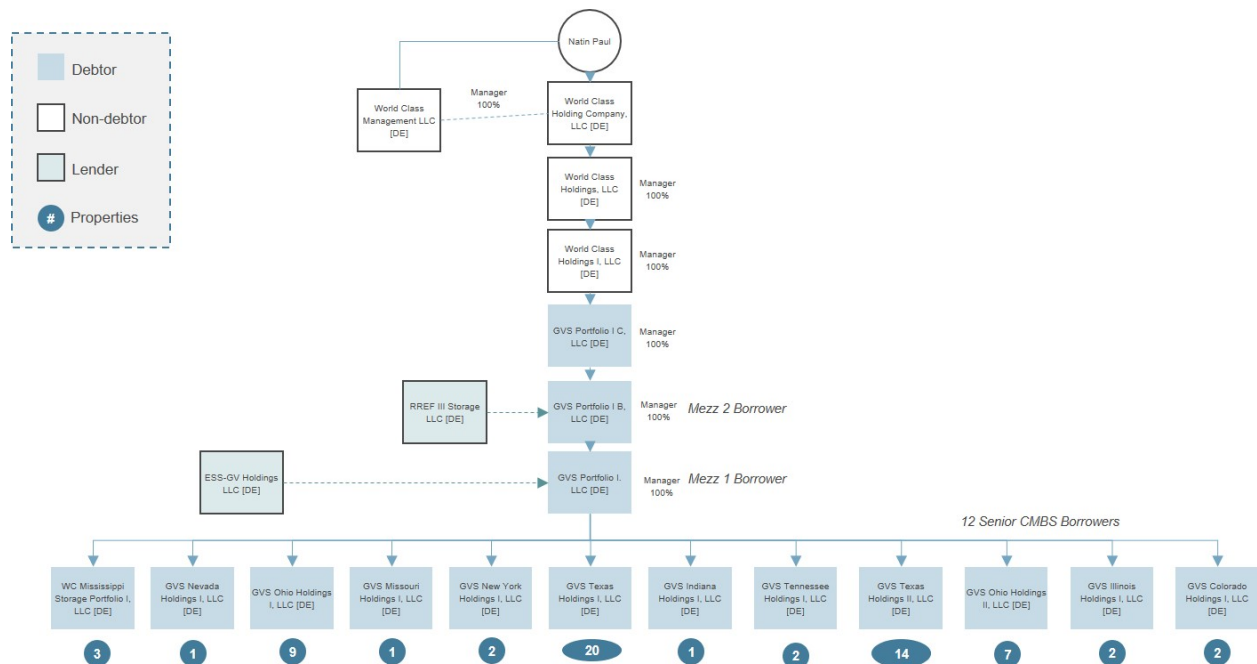 Debtor
Non-debtor
Lender
#
Properties
Natin Paul
World Class
Management LLC
[DE]
Manager
100%
World Class
Holding Company,
LLC [DE]
World Class
Holdings, LLC
[DE]
Manager
100%
World Class
Holdings I, LLC
[DE]
Manager
100%
GVS Portfolio I C,
LLC [DE]
Manager
100%
RREF III Storage
LLC [DE]
GVS Portfolio I B,
LLC [DE]
Manager
100%
Mezz 2 Borrower
ESS-GV Holdings
LLC [DE]
GVS Portfolio I.
LLC [DE]
Manager
100%
Mezz 1 Borrower
12 Senior CMBS Borrowers
WC Mississippi
Storage Portfolio I,
LLC [DE]
GVS Nevada
Holdings I, LLC
[DE]
GVS Ohio Holdings
I, LLC [DE]
GVS Missouri
Holdings I, LLC
[DE]
GVS New York
Holdings I, LLC
[DE]
GVS Texas
Holdings I, LLC
[DE]
GVS Indiana
Holdings I, LLC
[DE]
GVS Tennessee
Holdings I, LLC
[DE]
GVS Texas
Holdings II, LLC
[DE]
GVS Ohio Holdings
II, LLC [DE]
GVS Illinois
Holdings I, LLC
[DE]
GVS Colorado
Holdings I, LLC
[DE]
3
1
9
1
2
20
1
2
14
7
2
2